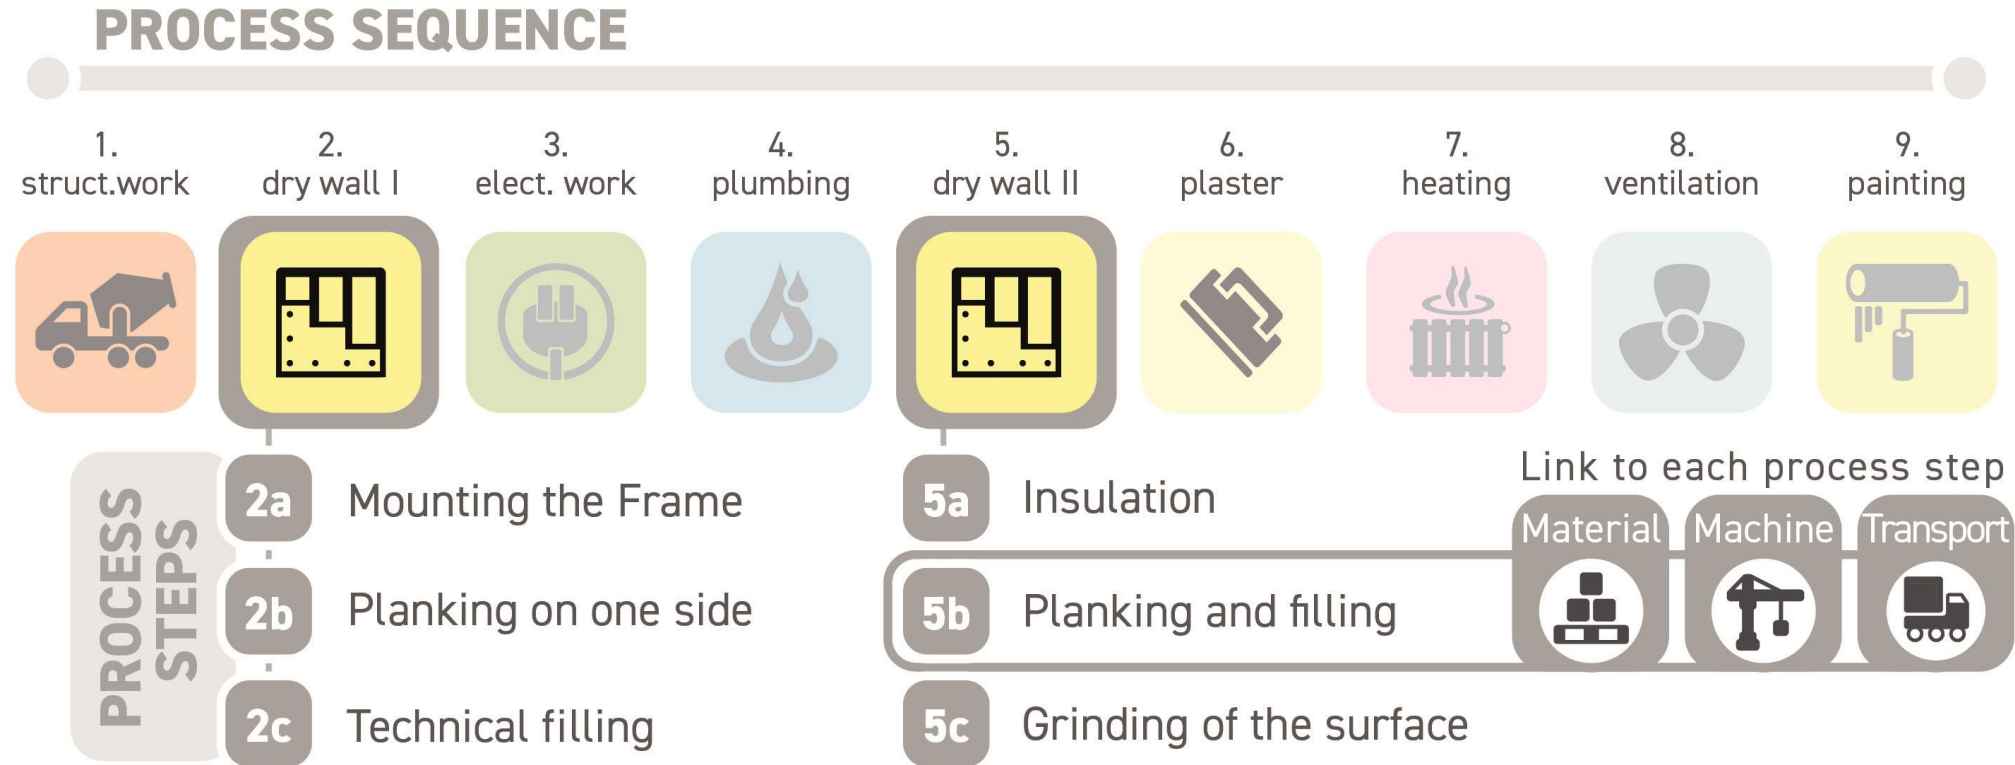 PROCESS SEQUENCE
1.
struct.work
2.
dry wall I
3.
elect. work
4.
plumbing
5.
dry wall II
6.
plaster
7.
heating
8.
ventilation
9.
painting
PROCESS
STEPS
2a Mounting the Frame
2b Planking on one side
2c Technical filling
5a Insulation
5b Planking and filling
5c Grinding of the surface
Link to each process step
Material Machine Transport